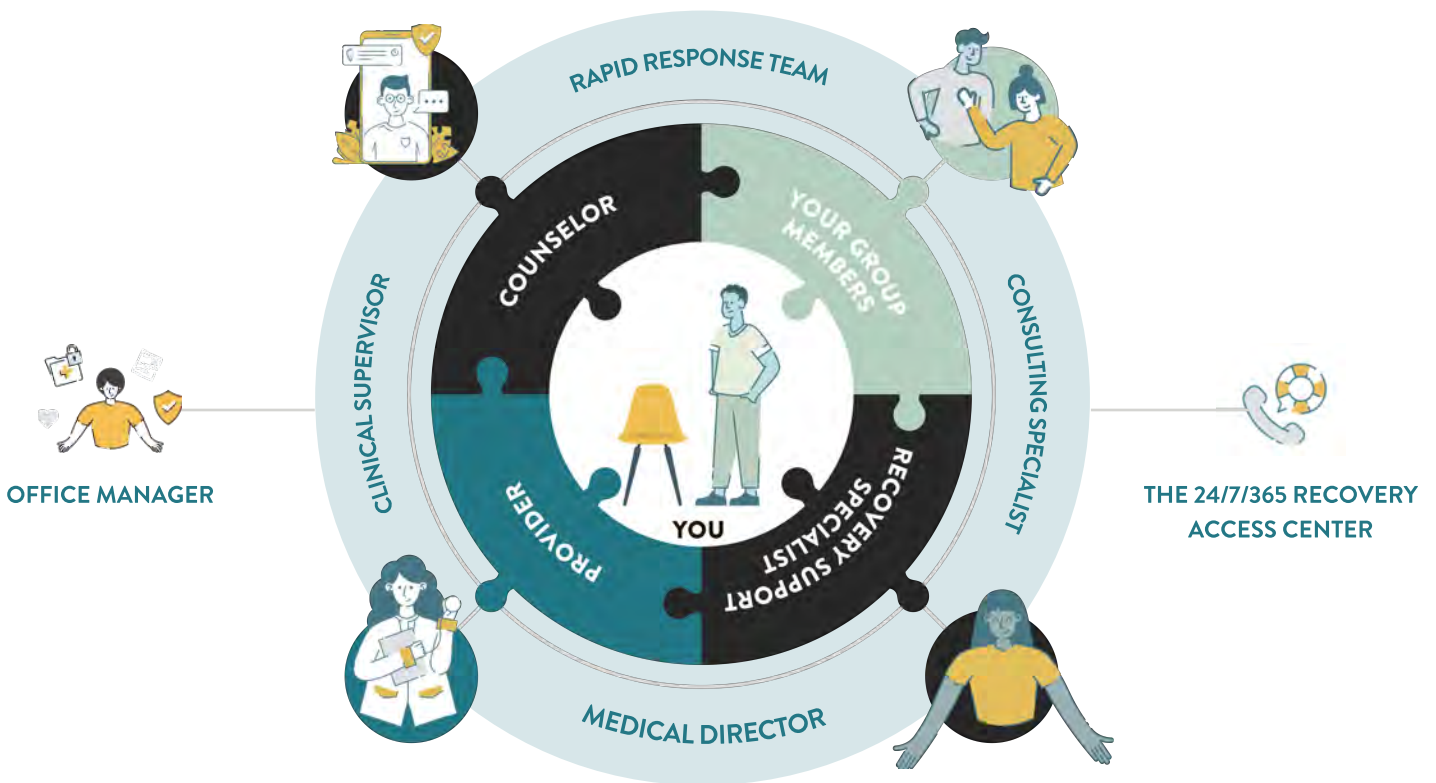 RAPID RESPONSE TEAM
COUNSELOR
YOUR GROUP
MEMBERS
CLINICAL SUPERVISOR
CONSULTING SPECIALIST
OFFICE MANAGER
THE 24/7/365 RECOVERY
ACCESS CENTER
PROVIDER
YOU
RECOVERY SUPPORT
SPECIALIST
MEDICAL DIRECTOR